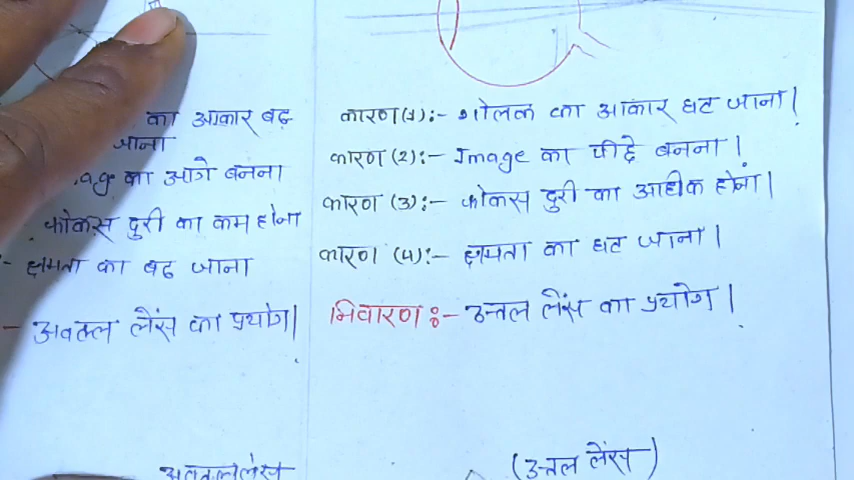 का आकार बढ़
जाना
का आगे बनना
फोकस दुरी का कम होना
:- क्षमता का बढ जाना
- अवतल लेंस का प्रयोग|
अवतल लेंस
कारण(1):- गोलक का आकार घट जाना|
कारण (2):- Image का पीछे बनना |
कारण (3):- फोकस दुरी का अधीक होना|
कारण (4):- क्षमता का घट जाना|
निवारण :- उत्तल लेंस का प्रयोग |
(उत्तल लेंस)